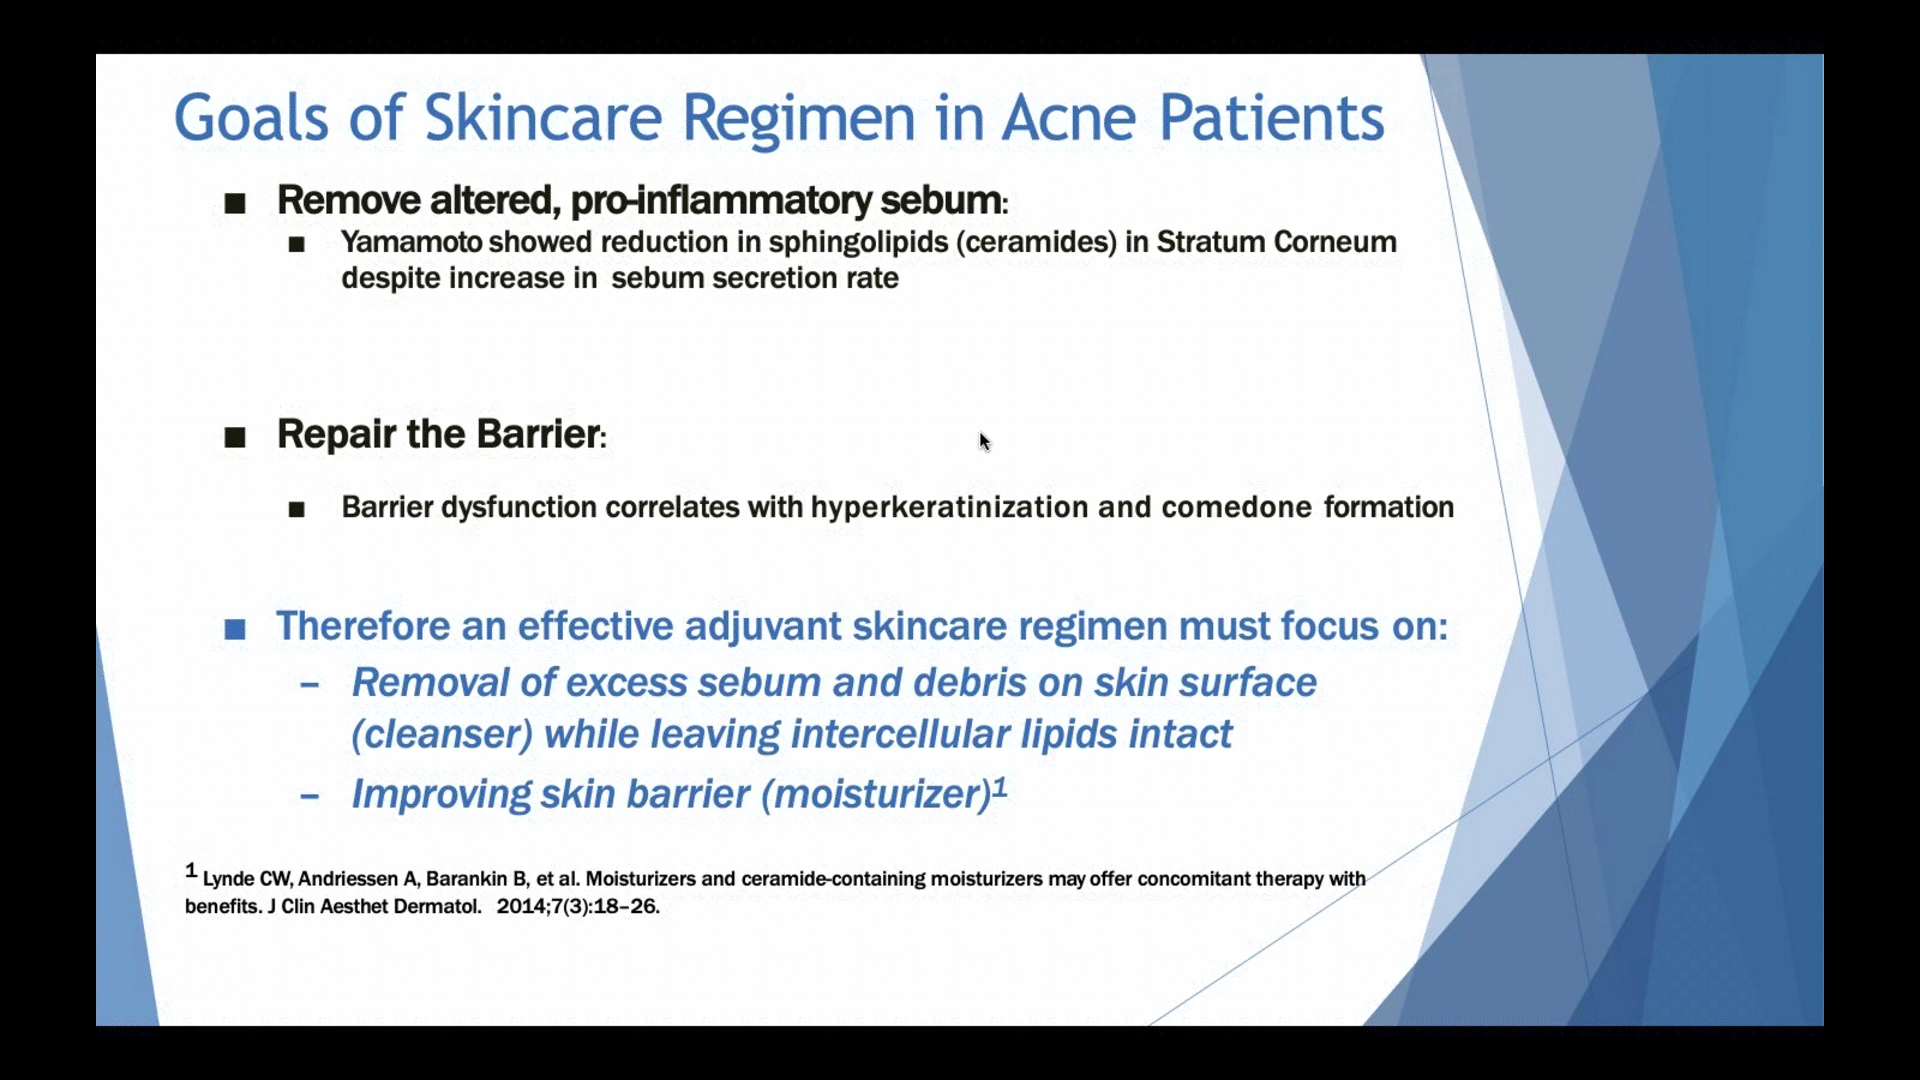 Goals of Skincare Regimen in Acne Patients
■ Remove altered, pro-inflammatory sebum:
■ Yamamoto showed reduction in sphingolipids (ceramides) in Stratum Corneum
despite increase in sebum secretion rate
■ Repair the Barrier:
■ Barrier dysfunction correlates with hyperkeratinization and comedone formation
■ Therefore an effective adjuvant skincare regimen must focus on:
– Removal of excess sebum and debris on skin surface
(cleanser) while leaving intercellular lipids intact
– Improving skin barrier (moisturizer)¹
¹ Lynde CW, Andriessen A, Barankin B, et al. Moisturizers and ceramide-containing moisturizers may offer concomitant therapy with
benefits. J Clin Aesthet Dermatol. 2014;7(3):18–26.